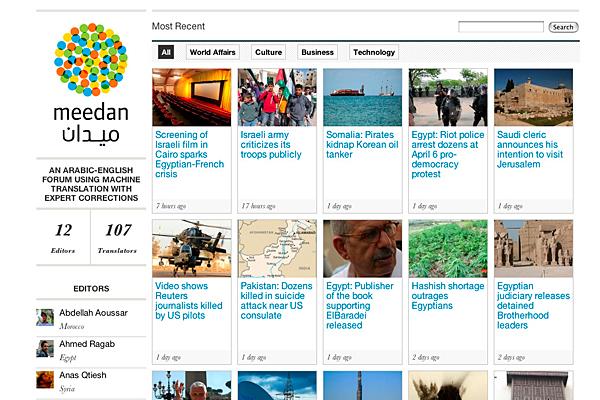 meedan
ميدان
AN ARABIC-ENGLISH
FORUM USING MACHINE
TRANSLATION WITH
EXPERT CORRECTIONS
12
Editors
107
Translators
EDITORS
Abdellah Aoussar
Morocco
Ahmed Ragab
Egypt
Anas Qtiesh
Syria
Most Recent
Search
All
World Affairs
Culture
Business
Technology
Screening of
Israeli film in
Cairo sparks
Egyptian-French
crisis
7 hours ago
Israeli army
criticizes its
troops publicly
17 hours ago
Somalia: Pirates
kidnap Korean oil
tanker
1 day ago
Egypt: Riot police
arrest dozens at
April 6 pro-
democracy
protest
1 day ago
Saudi cleric
announces his
intention to visit
Jerusalem
1 day ago
Video shows
Reuters
journalists killed
by US pilots
1 day ago
Pakistan: Dozens
killed in suicide
attack near US
consulate
1 day ago
Egypt: Publisher
of the book
supporting
ElBaradei
released
1 day ago
Hashish shortage
outrages
Egyptians
2 days ago
Egyptian
judiciary releases
detained
Brotherhood
leaders
2 days ago